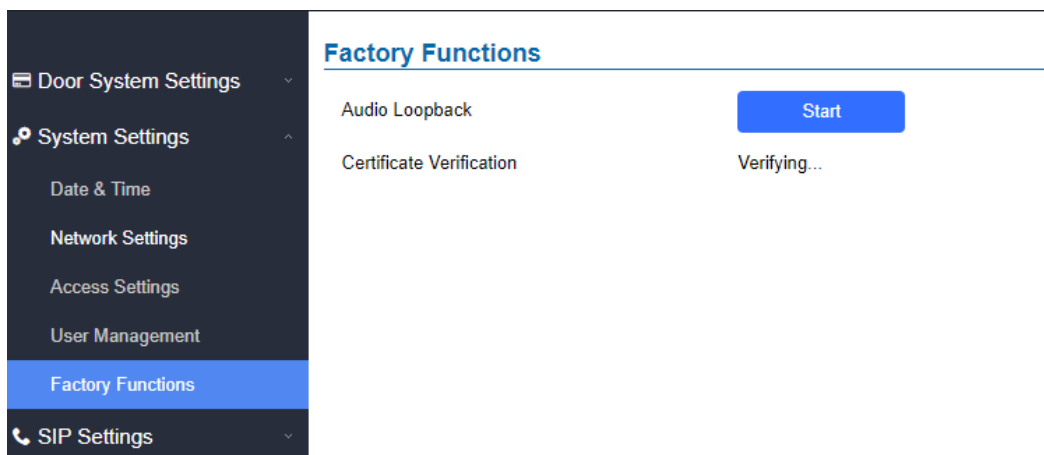 Door System Settings
System Settings
Date & Time
Network Settings
Access Settings
User Management
Factory Functions
SIP Settings
Factory Functions
Audio Loopback Start
Certificate Verification Verifying...